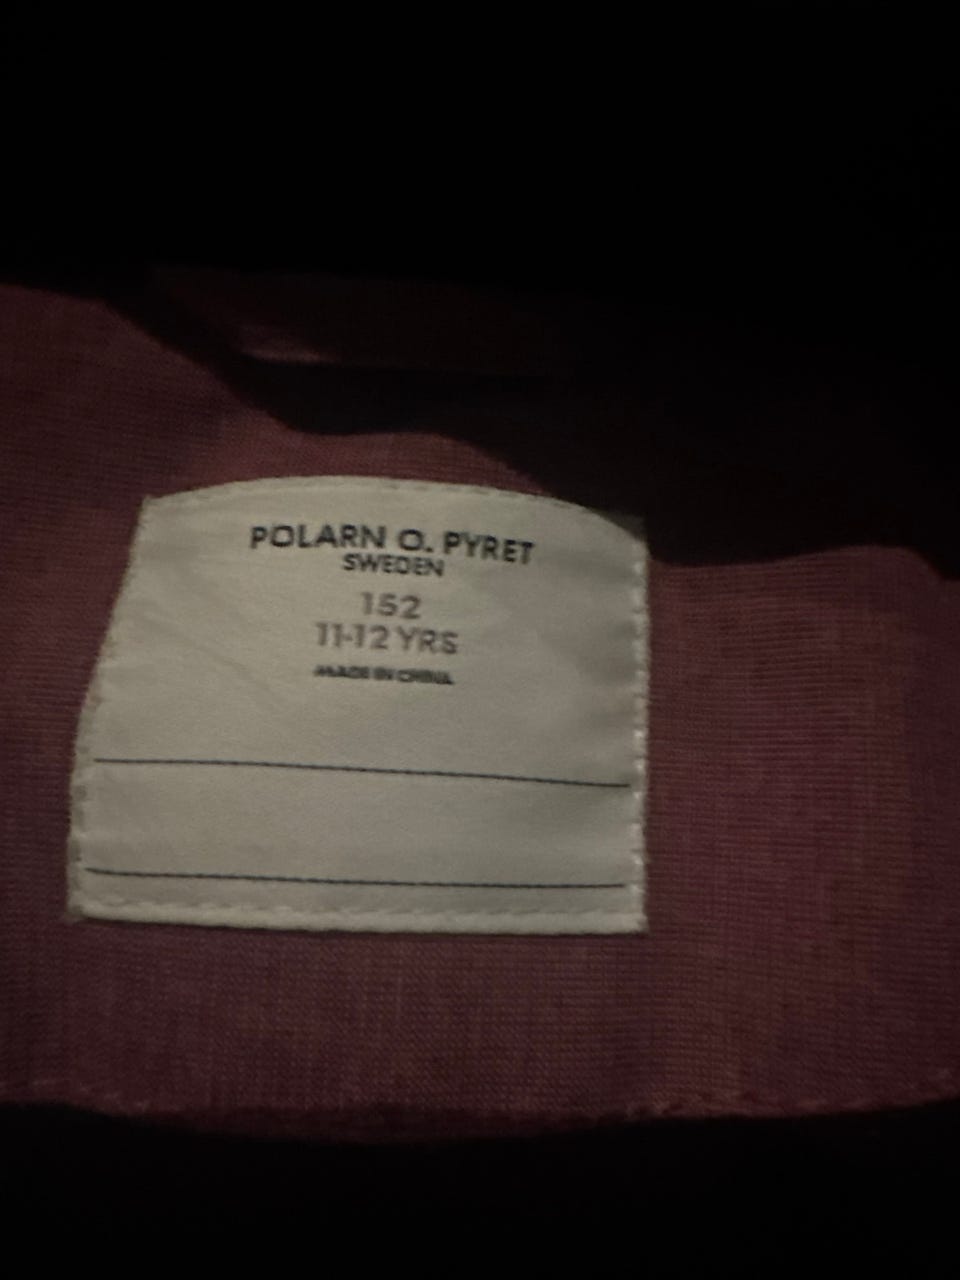 POLARN O. PYRET
SWEDEN
152
11-12 YRS
MADE IN CHINA